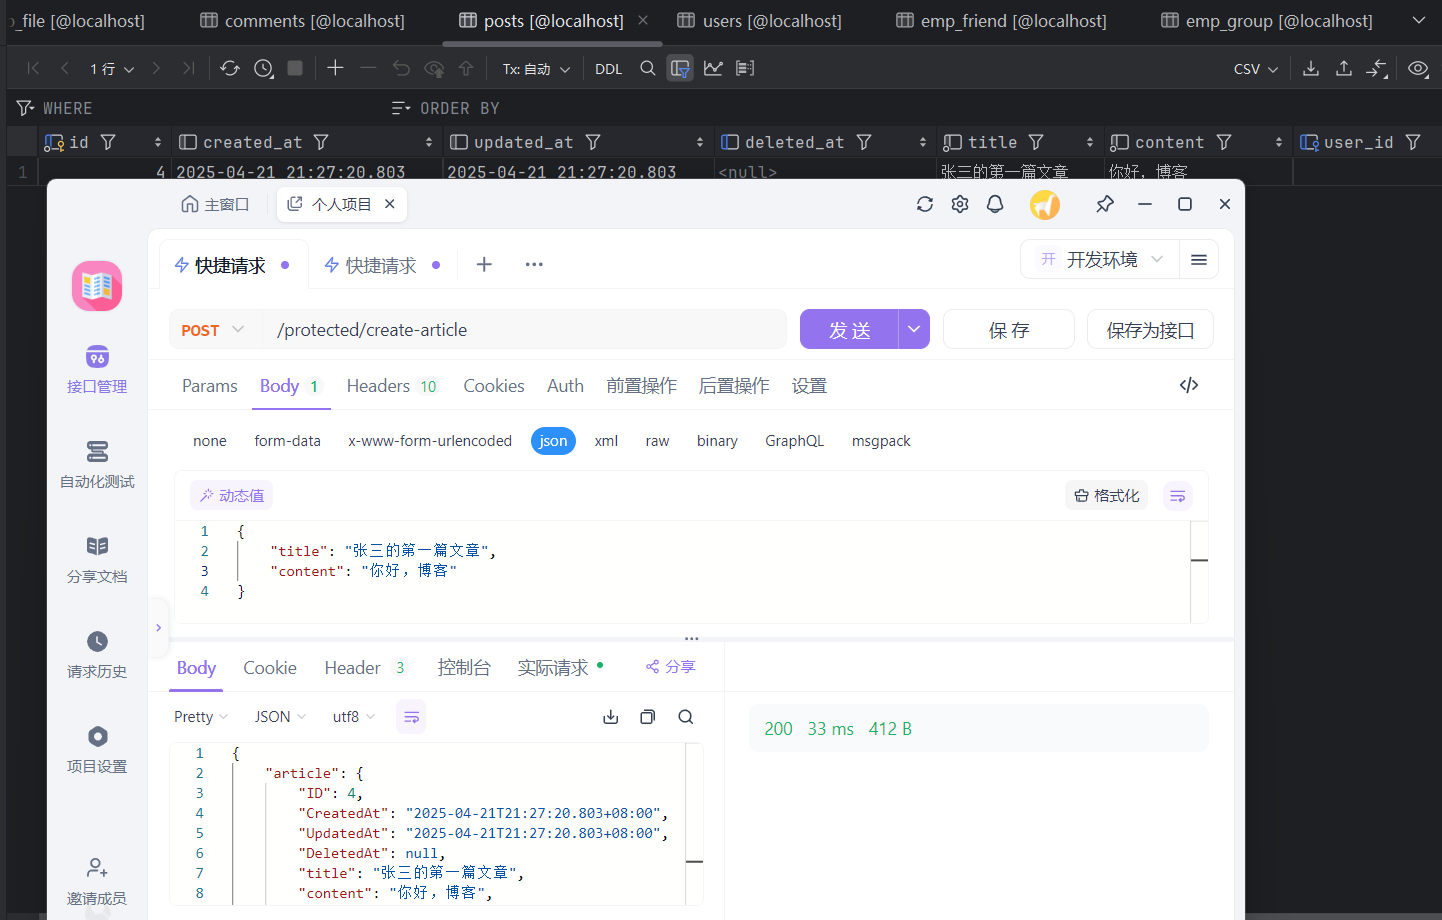 _file [@localhost]
comments [@localhost]
posts [@localhost]
users [@localhost]
emp_friend [@localhost]
emp_group [@localhost]
1 行
Tx: 自动
DDL
CSV
WHERE
ORDER BY
id
created_at
updated_at
deleted_at
title
content
user_id
1
4
2025-04-21 21:27:20.803
2025-04-21 21:27:20.803
<null>
张三的第一篇文章
你好，博客
主窗口
个人项目
快捷请求
快捷请求
开 开发环境
接口管理
自动化测试
分享文档
请求历史
项目设置
邀请成员
POST
/protected/create-article
发 送
保 存
保存为接口
Params
Body 1
Headers 10
Cookies
Auth
前置操作
后置操作
设置
none
form-data
x-www-form-urlencoded
json
xml
raw
binary
GraphQL
msgpack
动态值
格式化
1 {
2 "title": "张三的第一篇文章",
3 "content": "你好，博客"
4 }
Body
Cookie
Header 3
控制台
实际请求
分享
Pretty
JSON
utf8
200 33 ms 412 B
1 {
2 "article": {
3 "ID": 4,
4 "CreatedAt": "2025-04-21T21:27:20.803+08:00",
5 "UpdatedAt": "2025-04-21T21:27:20.803+08:00",
6 "DeletedAt": null,
7 "title": "张三的第一篇文章",
8 "content": "你好，博客",